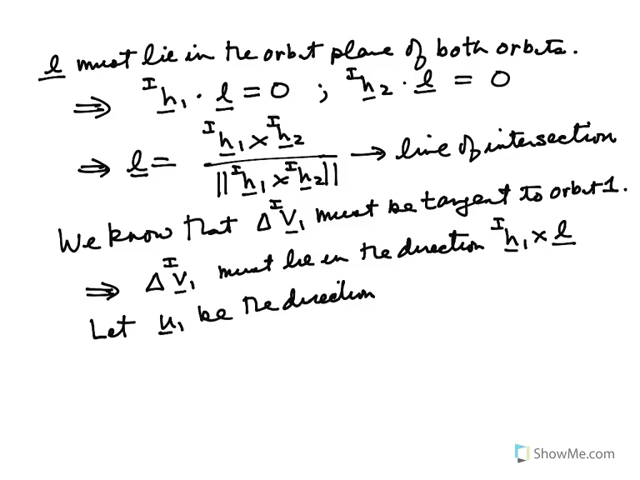 l must lie in the orbit plane of both orbits.
⇒ ᴵh₁ · l = 0 ; ᴵh₂ · l = 0
⇒ l = (ᴵh₁ × ᴵh₂) / ||ᴵh₁ × ᴵh₂|| → line of intersection
We know that Δᴵv₁ must be tangent to orbit 1.
⇒ Δᴵv₁ must lie in the direction ᴵh₁ × l
Let u₁ be the direction
ShowMe.com